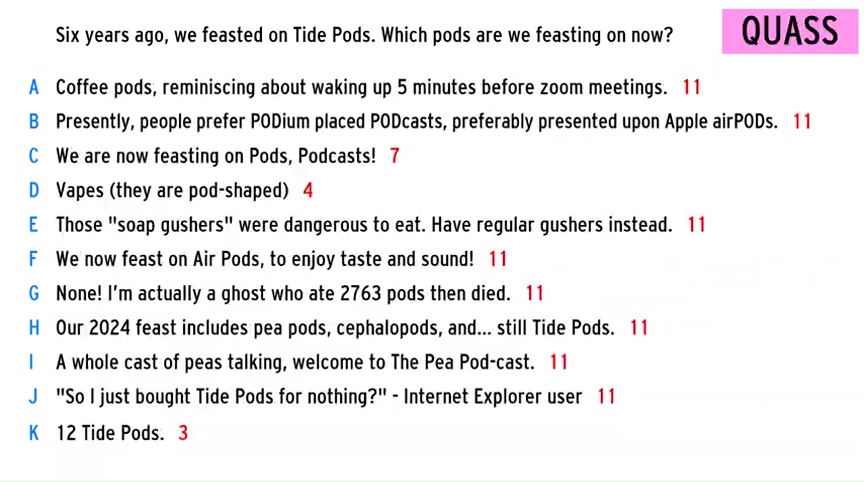 Six years ago, we feasted on Tide Pods. Which pods are we feasting on now? QUASS
A Coffee pods, reminiscing about waking up 5 minutes before zoom meetings. 11
B Presently, people prefer PODium placed PODcasts, preferably presented upon Apple airPODs. 11
C We are now feasting on Pods, Podcasts! 7
D Vapes (they are pod-shaped) 4
E Those "soap gushers" were dangerous to eat. Have regular gushers instead. 11
F We now feast on Air Pods, to enjoy taste and sound! 11
G None! I'm actually a ghost who ate 2763 pods then died. 11
H Our 2024 feast includes pea pods, cephalopods, and... still Tide Pods. 11
I A whole cast of peas talking, welcome to The Pea Pod-cast. 11
J "So I just bought Tide Pods for nothing?" - Internet Explorer user 11
K 12 Tide Pods. 3